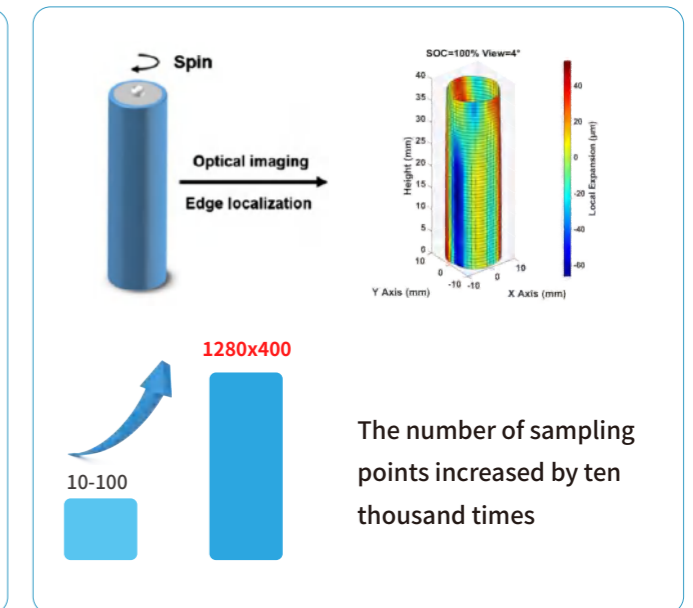 Spin
Optical imaging
Edge localization
SOC=100% View=4°
40
35
30
25
20
15
10
5
0
Height (mm)
10
0
-10
Y Axis (mm)
-10
0
10
X Axis (mm)
40
20
0
-20
-40
-60
Local Expansion (μm)
1280x400
10-100
The number of sampling
points increased by ten
thousand times